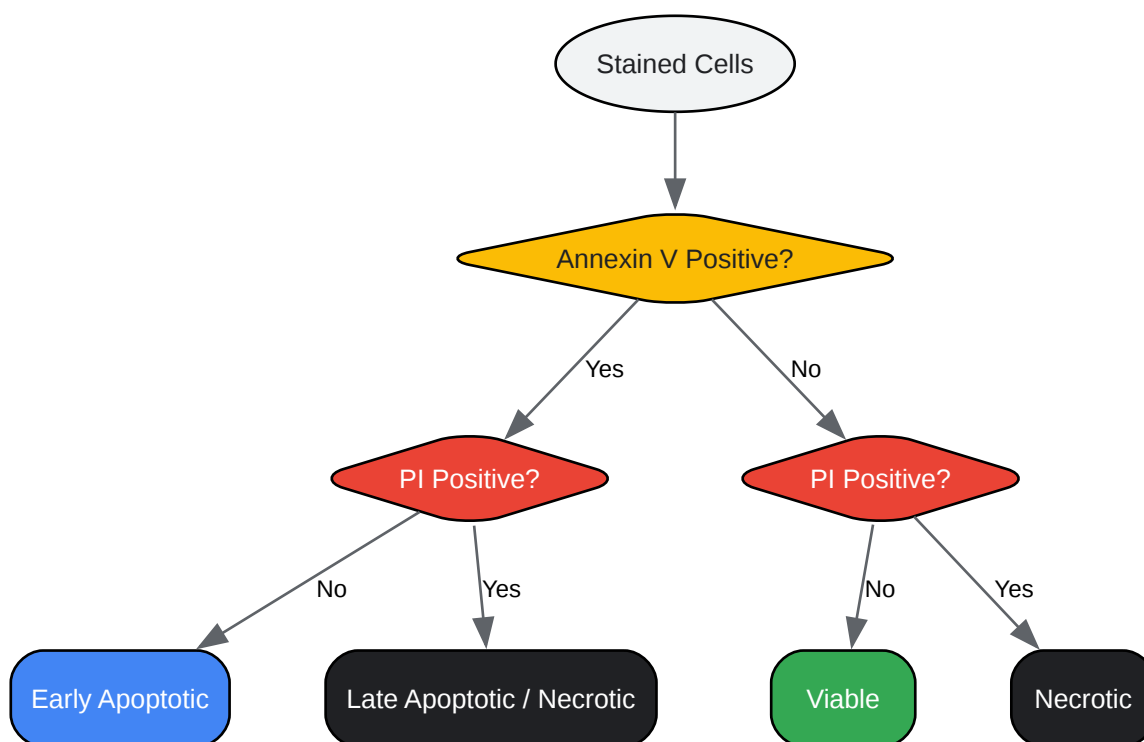 Stained Cells
Annexin V Positive?
Yes
No
PI Positive?
PI Positive?
No
Yes
No
Yes
Early Apoptotic
Late Apoptotic / Necrotic
Viable
Necrotic